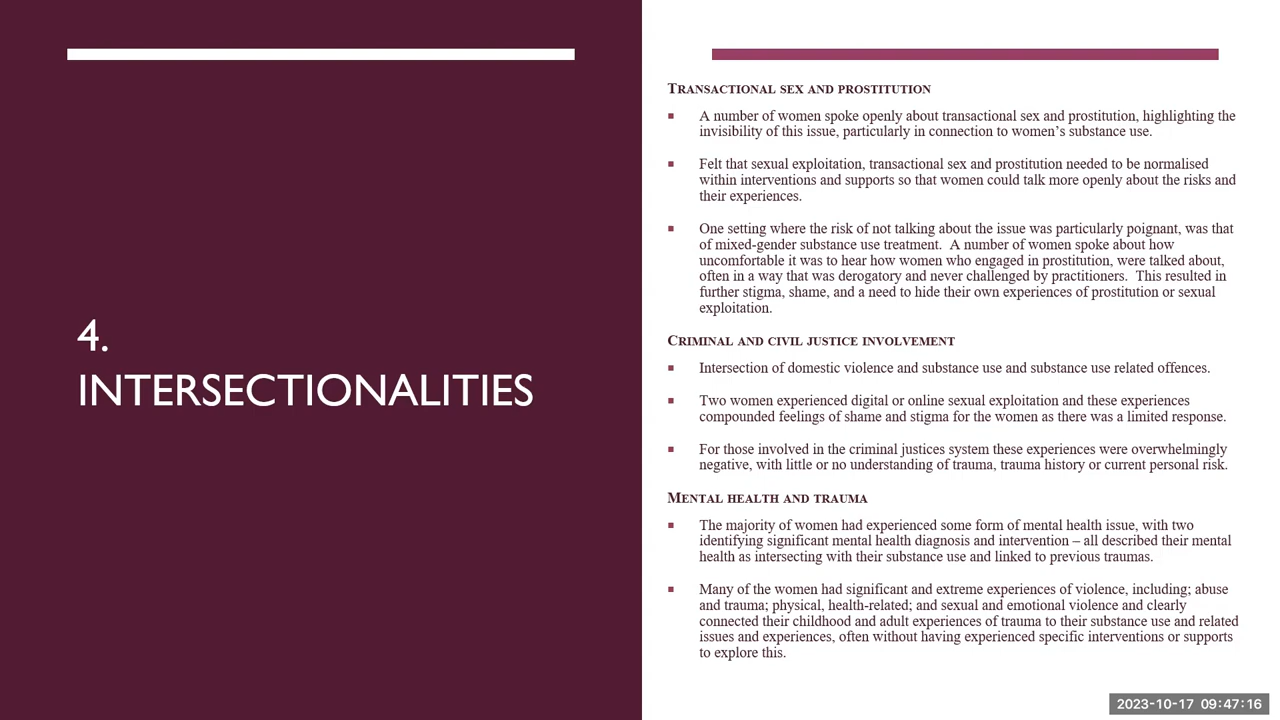 4.
INTERSECTIONALITIES
TRANSACTIONAL SEX AND PROSTITUTION
▪ A number of women spoke openly about transactional sex and prostitution, highlighting the
invisibility of this issue, particularly in connection to women's substance use.
▪ Felt that sexual exploitation, transactional sex and prostitution needed to be normalised
within interventions and supports so that women could talk more openly about the risks and
their experiences.
▪ One setting where the risk of not talking about the issue was particularly poignant, was that
of mixed-gender substance use treatment.  A number of women spoke about how
uncomfortable it was to hear how women who engaged in prostitution, were talked about,
often in a way that was derogatory and never challenged by practitioners.  This resulted in
further stigma, shame, and a need to hide their own experiences of prostitution or sexual
exploitation.
CRIMINAL AND CIVIL JUSTICE INVOLVEMENT
▪ Intersection of domestic violence and substance use and substance use related offences.
▪ Two women experienced digital or online sexual exploitation and these experiences
compounded feelings of shame and stigma for the women as there was a limited response.
▪ For those involved in the criminal justices system these experiences were overwhelmingly
negative, with little or no understanding of trauma, trauma history or current personal risk.
MENTAL HEALTH AND TRAUMA
▪ The majority of women had experienced some form of mental health issue, with two
identifying significant mental health diagnosis and intervention – all described their mental
health as intersecting with their substance use and linked to previous traumas.
▪ Many of the women had significant and extreme experiences of violence, including; abuse
and trauma; physical, health-related; and sexual and emotional violence and clearly
connected their childhood and adult experiences of trauma to their substance use and related
issues and experiences, often without having experienced specific interventions or supports
to explore this.
2023-10-17 09:47:16